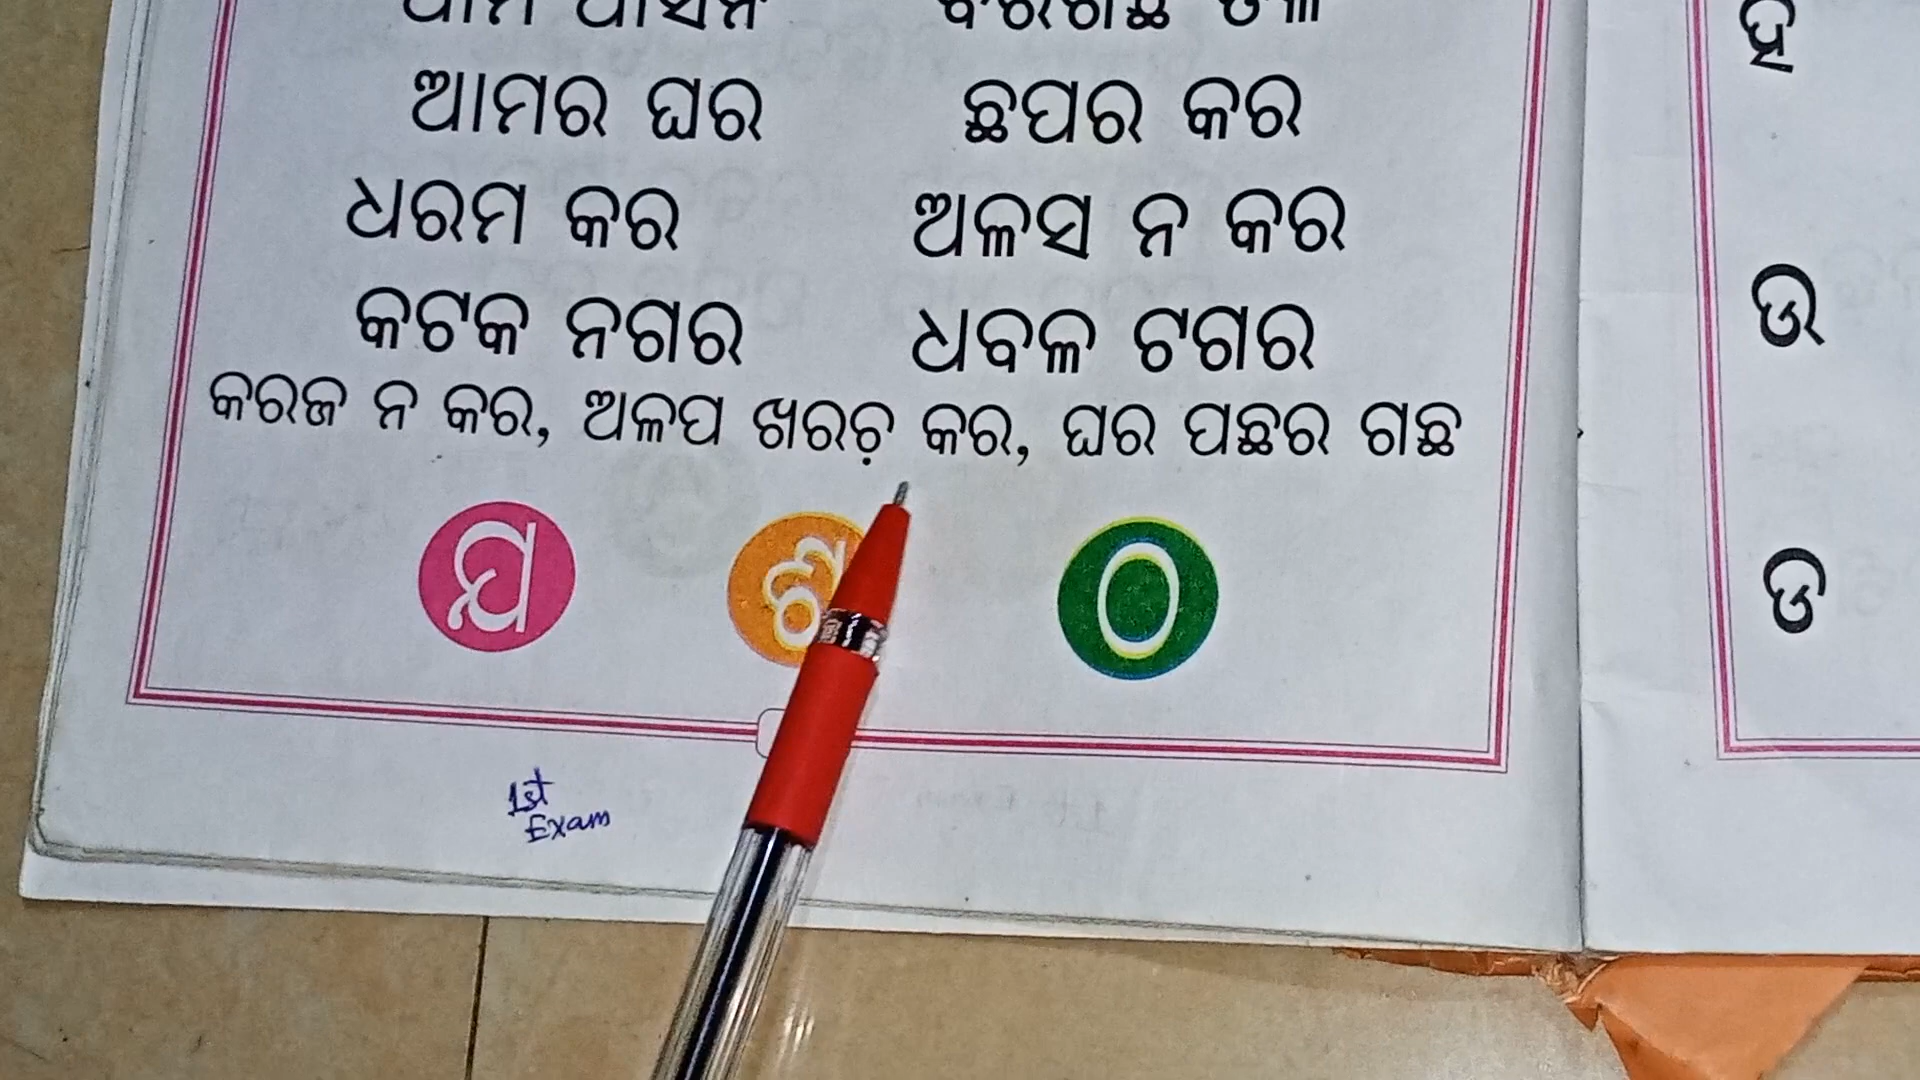 ଆମର ଘର ଛପର କର
ଧରମ କର ଅଳସ ନ କର
କଟକ ନଗର ଧବଳ ଟଗର
କରଜ ନ କର, ଅଳପ ଖରଚ଼ କର, ଘର ପଛର ଗଛ
ଯ ଣ ଠ
1st
Exam
ହ
ଉ
ଡ